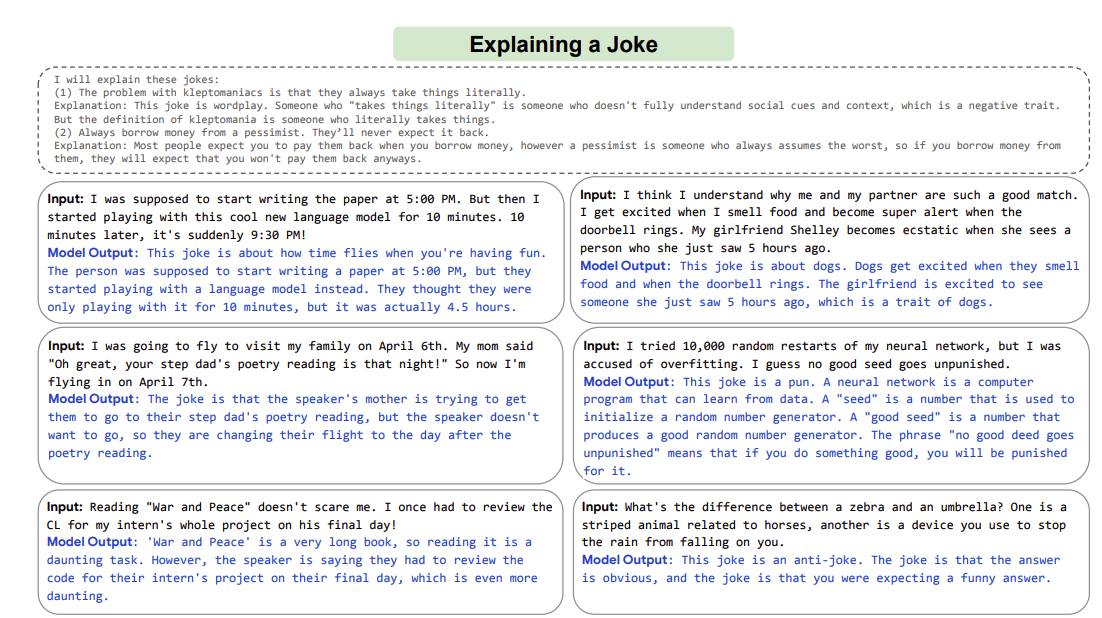 Explaining a Joke
I will explain these jokes:
(1) The problem with kleptomaniacs is that they always take things literally.
Explanation: This joke is wordplay. Someone who "takes things literally" is someone who doesn't fully understand social cues and context, which is a negative trait.
But the definition of kleptomania is someone who literally takes things.
(2) Always borrow money from a pessimist. They’ll never expect it back.
Explanation: Most people expect you to pay them back when you borrow money, however a pessimist is someone who always assumes the worst, so if you borrow money from
them, they will expect that you won't pay them back anyways.
Input: I was supposed to start writing the paper at 5:00 PM. But then I
started playing with this cool new language model for 10 minutes. 10
minutes later, it's suddenly 9:30 PM!
Model Output: This joke is about how time flies when you're having fun.
The person was supposed to start writing a paper at 5:00 PM, but they
started playing with a language model instead. They thought they were
only playing with it for 10 minutes, but it was actually 4.5 hours.
Input: I think I understand why me and my partner are such a good match.
I get excited when I smell food and become super alert when the
doorbell rings. My girlfriend Shelley becomes ecstatic when she sees a
person who she just saw 5 hours ago.
Model Output: This joke is about dogs. Dogs get excited when they smell
food and when the doorbell rings. The girlfriend is excited to see
someone she just saw 5 hours ago, which is a trait of dogs.
Input: I was going to fly to visit my family on April 6th. My mom said
"Oh great, your step dad's poetry reading is that night!" So now I'm
flying in on April 7th.
Model Output: The joke is that the speaker's mother is trying to get
them to go to their step dad's poetry reading, but the speaker doesn't
want to go, so they are changing their flight to the day after the
poetry reading.
Input: I tried 10,000 random restarts of my neural network, but I was
accused of overfitting. I guess no good seed goes unpunished.
Model Output: This joke is a pun. A neural network is a computer
program that can learn from data. A "seed" is a number that is used to
initialize a random number generator. A "good seed" is a number that
produces a good random number generator. The phrase "no good deed goes
unpunished" means that if you do something good, you will be punished
for it.
Input: Reading "War and Peace" doesn't scare me. I once had to review the
CL for my intern's whole project on his final day!
Model Output: 'War and Peace' is a very long book, so reading it is a
daunting task. However, the speaker is saying they had to review the
code for their intern's project on their final day, which is even more
daunting.
Input: What's the difference between a zebra and an umbrella? One is a
striped animal related to horses, another is a device you use to stop
the rain from falling on you.
Model Output: This joke is an anti-joke. The joke is that the answer
is obvious, and the joke is that you were expecting a funny answer.